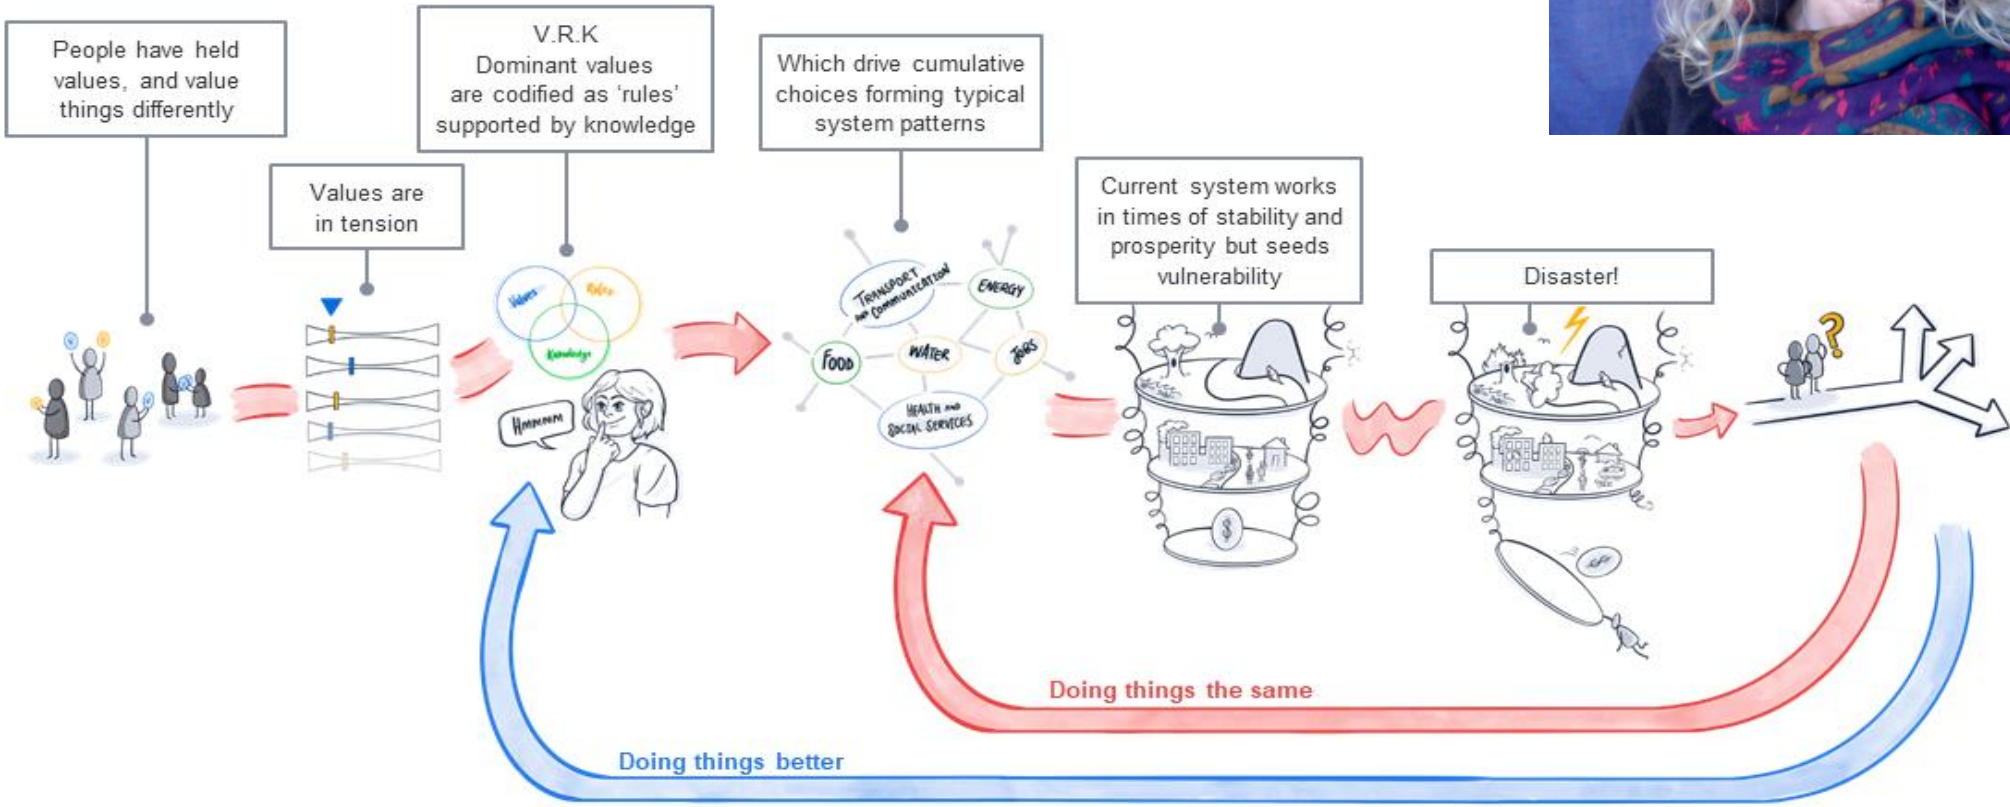 People have held
values, and value
things differently
Values are
in tension
V.R.K
Dominant values
are codified as ‘rules’
supported by knowledge
Which drive cumulative
choices forming typical
system patterns
Current system works
in times of stability and
prosperity but seeds
vulnerability
Disaster!
Values
Rules
Knowledge
Hmmmm
TRANSPORT
AND COMMUNICATION
ENERGY
FOOD
WATER
JOBS
HEALTH AND
SOCIAL SERVICES
$
$
?
Doing things the same
Doing things better